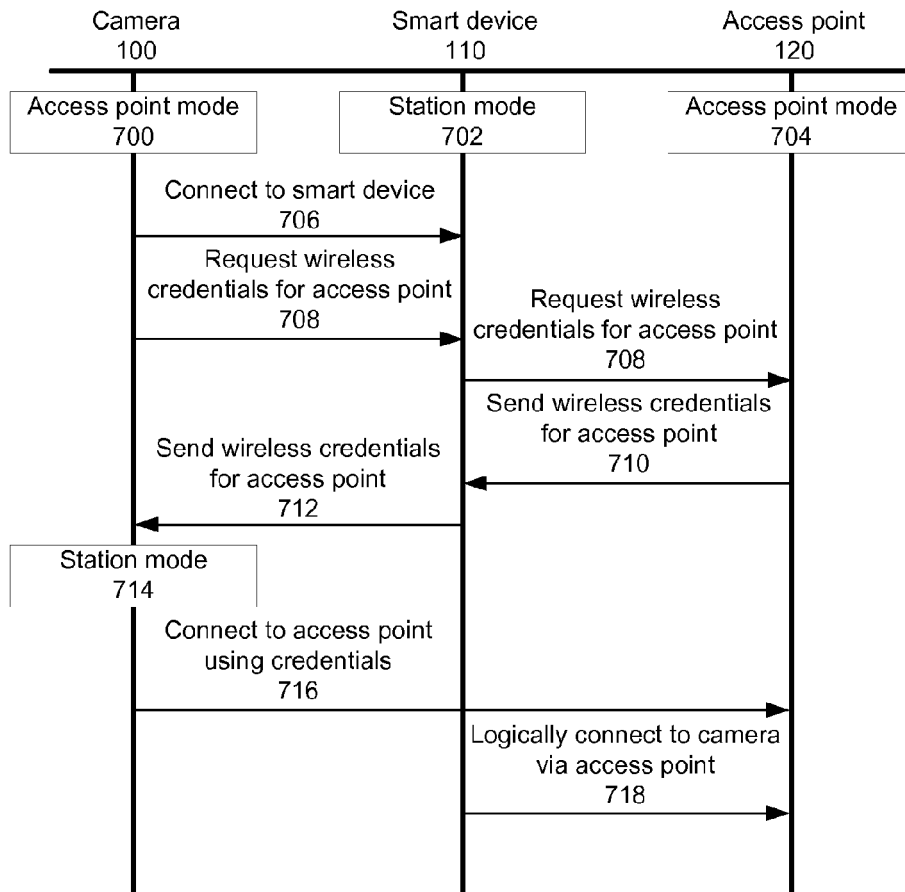 Camera
100
Smart device
110
Access point
120
Access point mode
700
Station mode
702
Access point mode
704
Connect to smart device
706
Request wireless
credentials for access point
708
Request wireless
credentials for access point
708
Send wireless credentials
for access point
710
Send wireless credentials
for access point
712
Station mode
714
Connect to access point
using credentials
716
Logically connect to camera
via access point
718